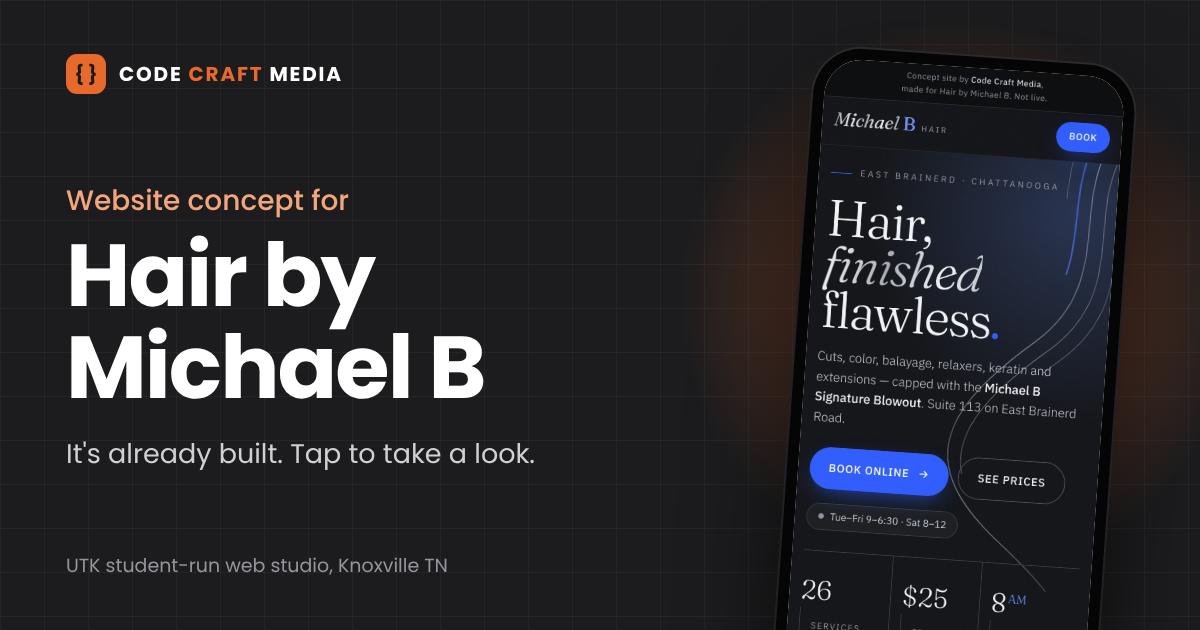 { } CODE CRAFT MEDIA
Website concept for
Hair by
Michael B
It's already built. Tap to take a look.
UTK student-run web studio, Knoxville TN
Concept site by Code Craft Media,
made for Hair by Michael B. Not live.
Michael B HAIR
BOOK
EAST BRAINERD · CHATTANOOGA
Hair,
finished
flawless.
Cuts, color, balayage, relaxers, keratin and
extensions — capped with the Michael B
Signature Blowout. Suite 113 on East Brainerd
Road.
BOOK ONLINE →
SEE PRICES
Tue–Fri 9–6:30 · Sat 8–12
26
$25
8AM
SERVICES